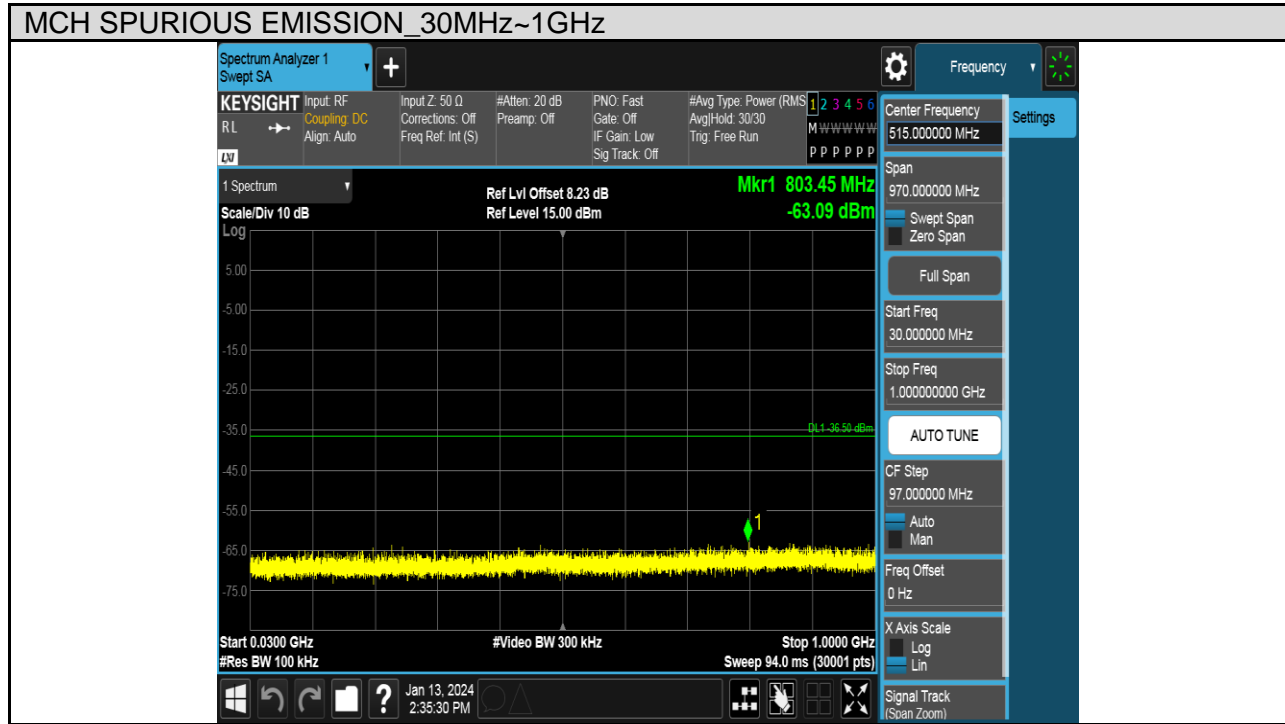 MCH SPURIOUS EMISSION_30MHz~1GHz
Spectrum Analyzer 1
Swept SA
+
Frequency
KEYSIGHT
RL
LXI
Input: RF
Coupling: DC
Align: Auto
Input Z: 50 Ω
Corrections: Off
Freq Ref: Int (S)
#Atten: 20 dB
Preamp: Off
PNO: Fast
Gate: Off
IF Gain: Low
Sig Track: Off
#Avg Type: Power (RMS
Avg|Hold: 30/30
Trig: Free Run
1 2 3 4 5 6
M W W W W W
P P P P P P
1 Spectrum
Scale/Div 10 dB
Ref Lvl Offset 8.23 dB
Ref Level 15.00 dBm
Mkr1 803.45 MHz
-63.09 dBm
Log
5.00
-5.00
-15.0
-25.0
-35.0
DL1 -36.50 dBm
-45.0
-55.0
1
-65.0
-75.0
Start 0.0300 GHz
#Video BW 300 kHz
Stop 1.0000 GHz
#Res BW 100 kHz
Sweep 94.0 ms (30001 pts)
Center Frequency
515.000000 MHz
Settings
Span
970.000000 MHz
Swept Span
Zero Span
Full Span
Start Freq
30.000000 MHz
Stop Freq
1.000000000 GHz
AUTO TUNE
CF Step
97.000000 MHz
Auto
Man
Freq Offset
0 Hz
X Axis Scale
Log
Lin
Signal Track
(Span Zoom)
?
Jan 13, 2024
2:35:30 PM